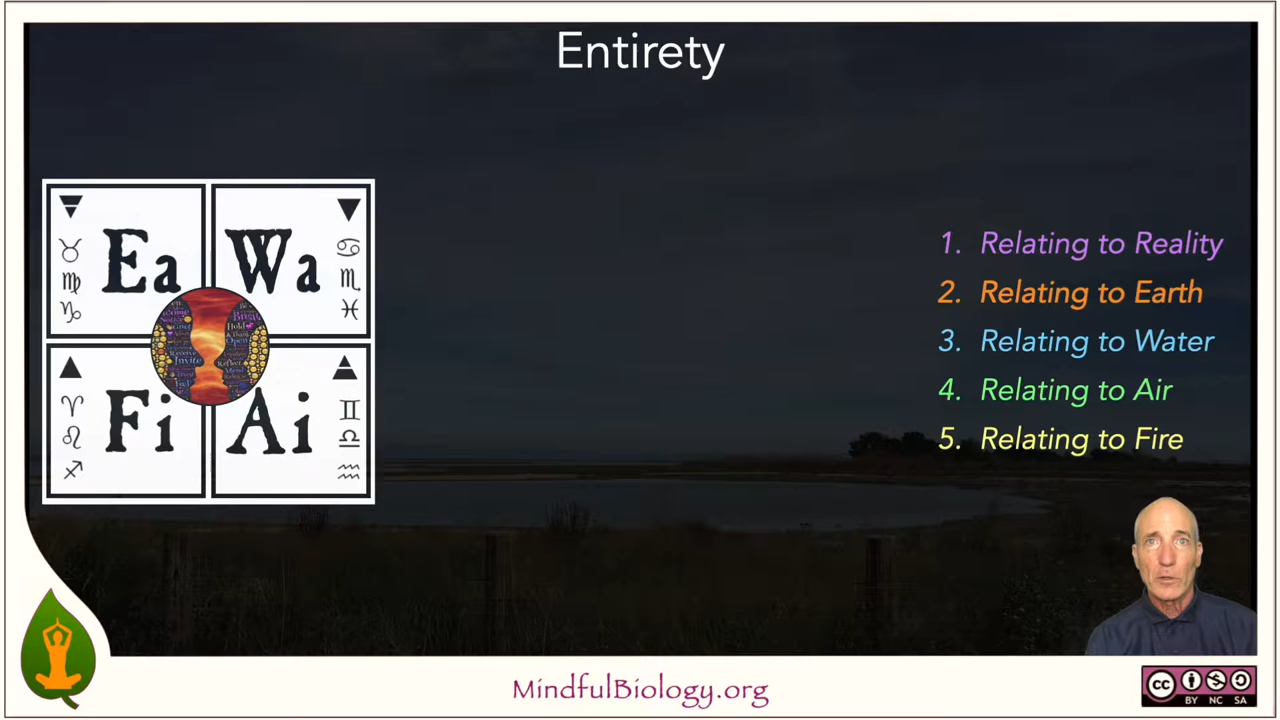 Entirety
Ea
Wa
Fi
Ai
1. Relating to Reality
2. Relating to Earth
3. Relating to Water
4. Relating to Air
5. Relating to Fire
MindfulBiology.org
CC
BY NC SA